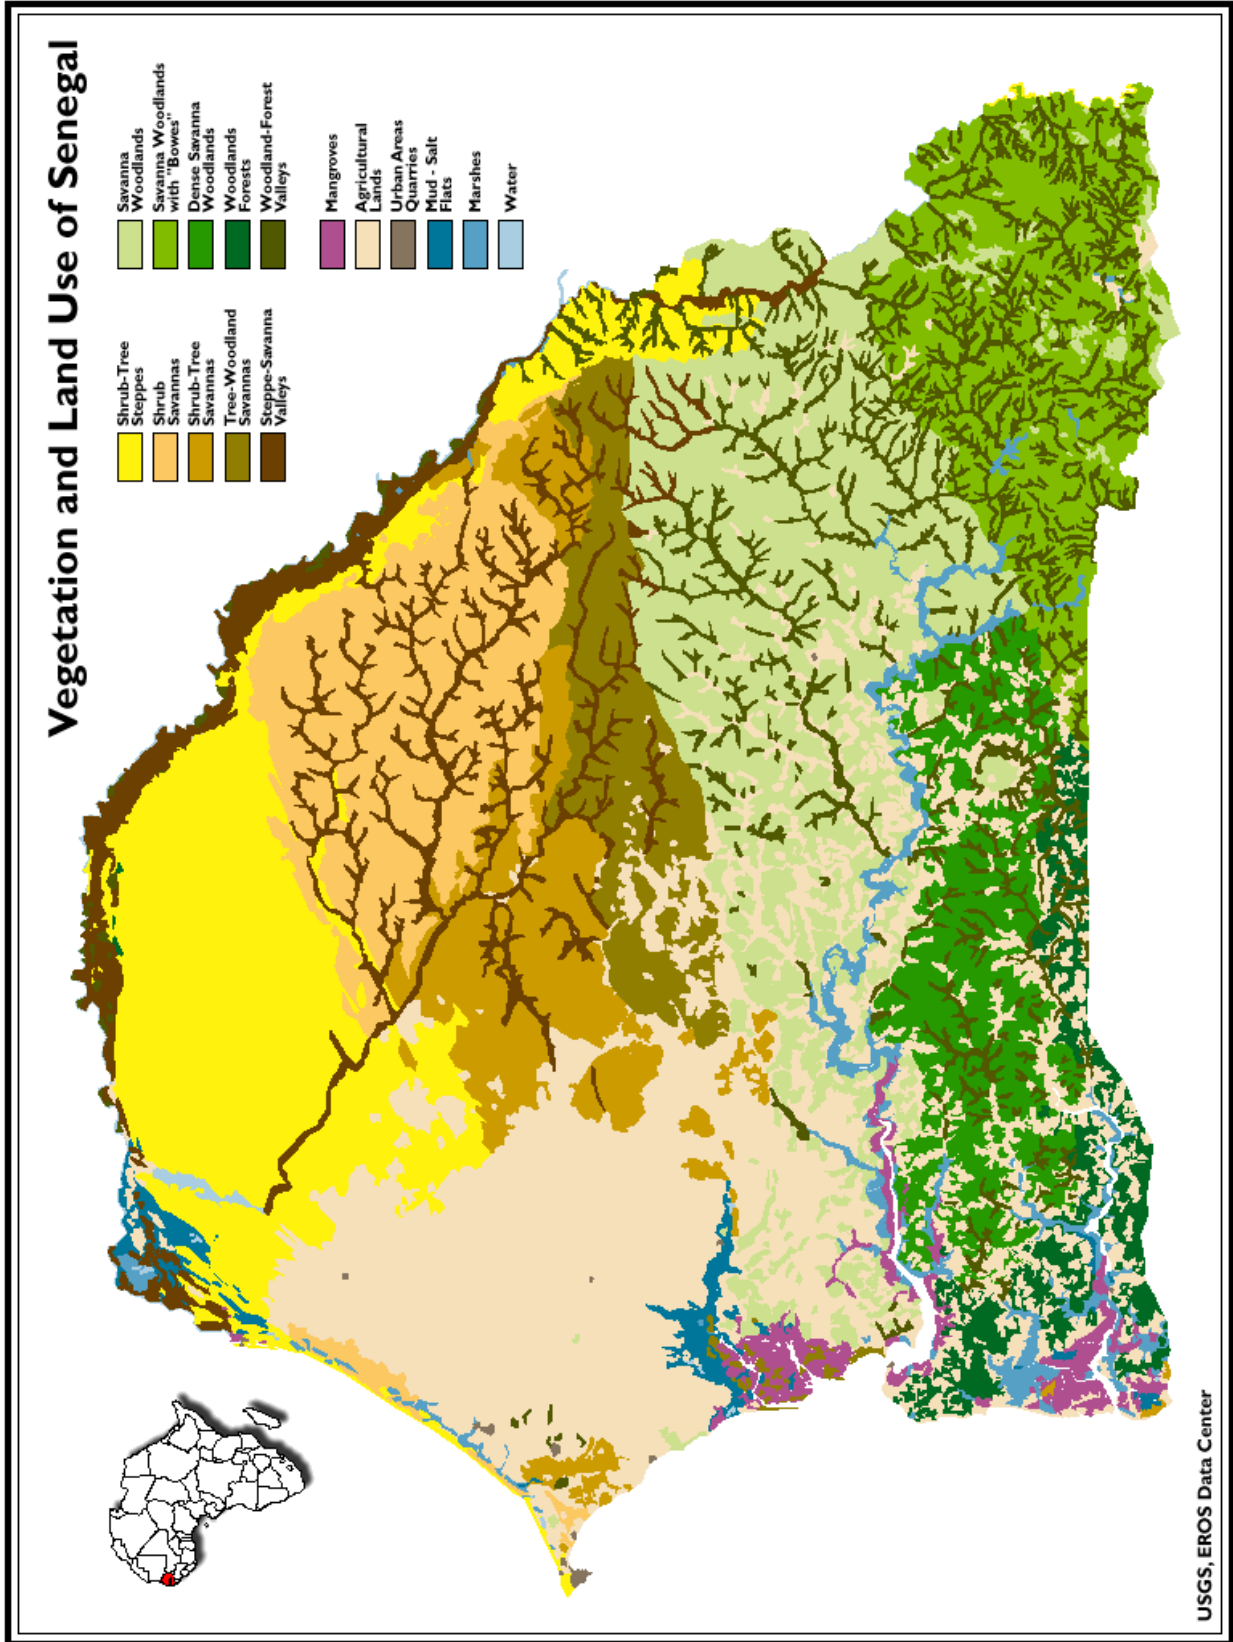 Vegetation and Land Use of Senegal
Shrub-Tree
Steppes
Shrub
Savannas
Shrub-Tree
Savannas
Tree-Woodland
Savannas
Steppe-Savanna
Valleys
Savanna
Woodlands
Savanna Woodlands
with "Bowes"
Dense Savanna
Woodlands
Woodlands
Forests
Woodland-Forest
Valleys
Mangroves
Agricultural
Lands
Urban Areas
Quarries
Mud - Salt
Flats
Marshes
Water
USGS, EROS Data Center